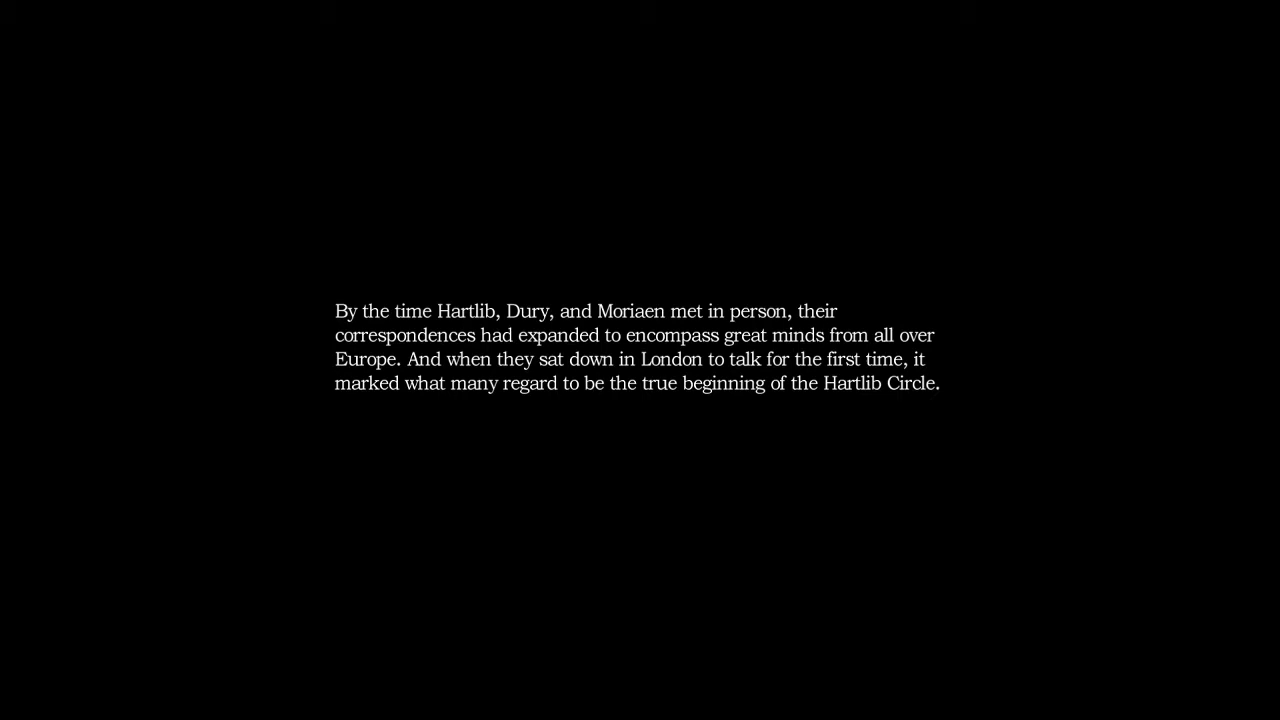 By the time Hartlib, Dury, and Moriaen met in person, their
correspondences had expanded to encompass great minds from all over
Europe. And when they sat down in London to talk for the first time, it
marked what many regard to be the true beginning of the Hartlib Circle.